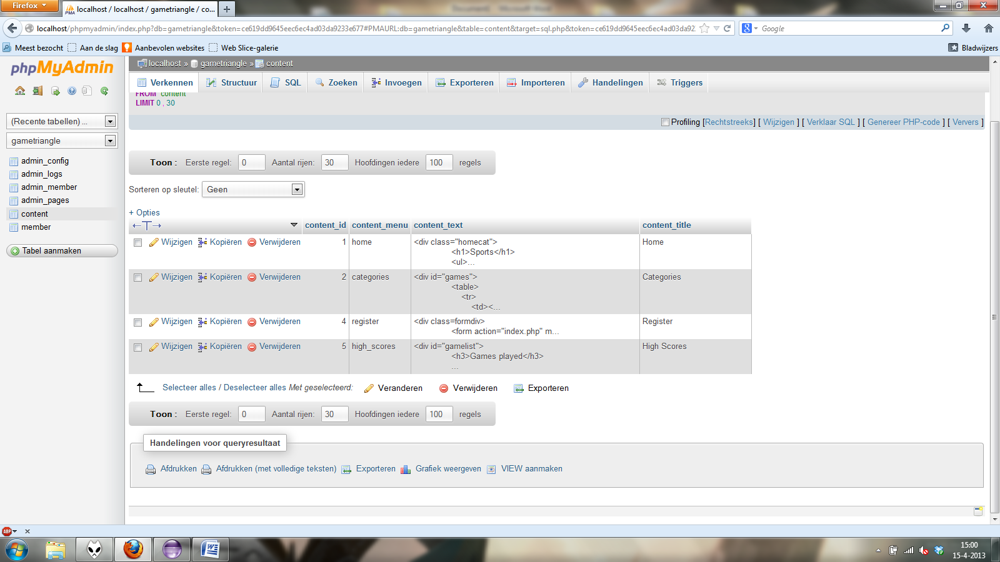 Firefox
localhost / localhost / gametriangle / co...
localhost/phpmyadmin/index.php?db=gametriangle&token=ce619dd9645eec6ec4ad03da9233e677#PMAURL:db=gametriangle&table=content&target=sql.php&token=ce619dd9645eec6ec4ad03da92
Google
Meest bezocht Aan de slag Aanbevolen websites Web Slice-galerie Bladwijzers
phpMyAdmin
(Recente tabellen) ...
gametriangle
admin_config
admin_logs
admin_member
admin_pages
content
member
Tabel aanmaken
localhost » gametriangle » content
Verkennen Structuur SQL Zoeken Invoegen Exporteren Importeren Handelingen Triggers
FROM `content`
LIMIT 0 , 30
Profiling [Rechtstreeks] [ Wijzigen ] [ Verklaar SQL ] [ Genereer PHP-code ] [ Ververs ]
Toon : Eerste regel: 0 Aantal rijen: 30 Hoofdingen iedere 100 regels
Sorteren op sleutel: Geen
+ Opties
←T→ content_id content_menu content_text content_title
Wijzigen Kopiëren Verwijderen 1 home <div class="homecat"> Home
<h1>Sports</h1>
<ul>...
Wijzigen Kopiëren Verwijderen 2 categories <div id="games"> Categories
<table>
<tr>
<td><...
Wijzigen Kopiëren Verwijderen 4 register <div class=formdiv> Register
<form action="index.php" m...
Wijzigen Kopiëren Verwijderen 5 high_scores <div id="gamelist"> High Scores
<h3>Games played</h3>
...
Selecteer alles / Deselecteer alles Met geselecteerd: Veranderen Verwijderen Exporteren
Toon : Eerste regel: 0 Aantal rijen: 30 Hoofdingen iedere 100 regels
Handelingen voor queryresultaat
Afdrukken Afdrukken (met volledige teksten) Exporteren Grafiek weergeven VIEW aanmaken
ABP
15:00
15-4-2013